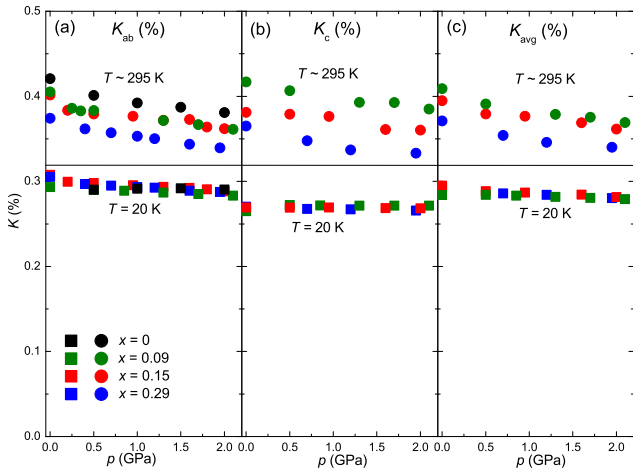 (a) K_ab (%) (b) K_c (%) (c) K_avg (%)
T ~ 295 K T ~ 295 K T ~ 295 K
T = 20 K T = 20 K T = 20 K
0.5
0.4
0.3
0.2
0.1
0.0
K (%)
x = 0
x = 0.09
x = 0.15
x = 0.29
0.0 0.5 1.0 1.5 2.0 0.0 0.5 1.0 1.5 2.0 0.0 0.5 1.0 1.5 2.0
p (GPa) p (GPa) p (GPa)